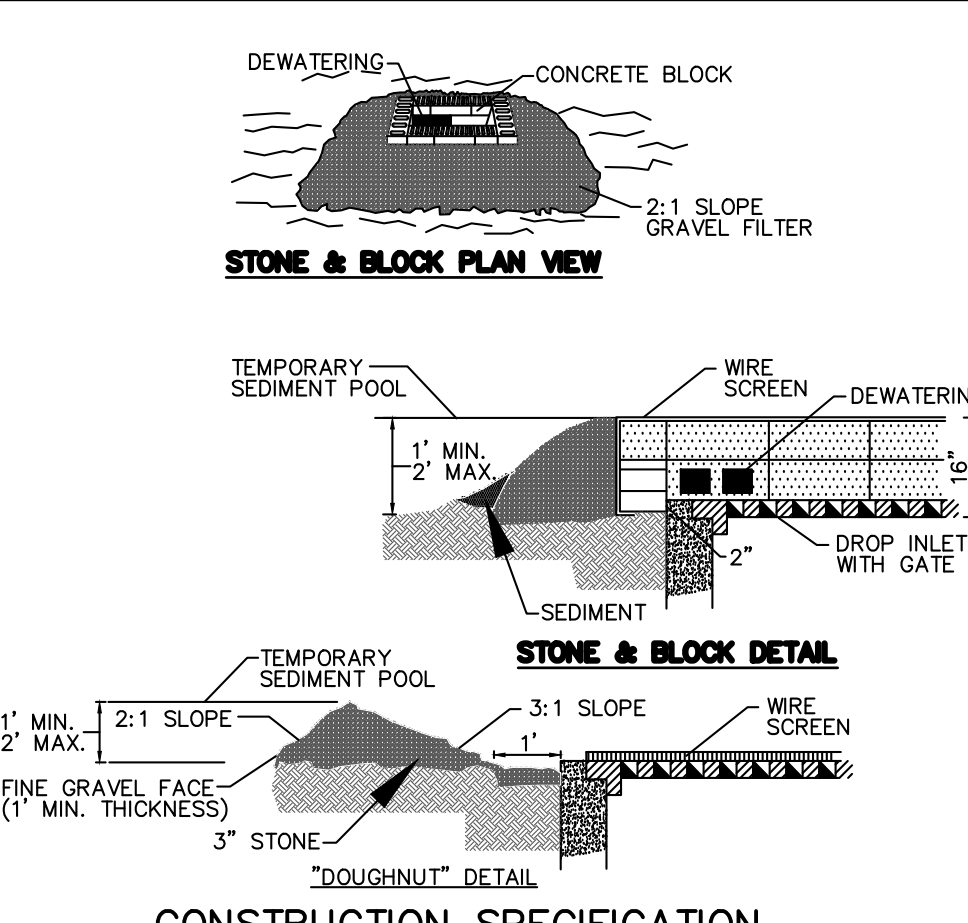 DEWATERING
CONCRETE BLOCK
2:1 SLOPE
GRAVEL FILTER
STONE & BLOCK PLAN VIEW
TEMPORARY
SEDIMENT POOL
WIRE
SCREEN
DEWATERIN
1' MIN.
2' MAX.
16"
DROP INLET
WITH GATE
2"
SEDIMENT
STONE & BLOCK DETAIL
TEMPORARY
SEDIMENT POOL
1' MIN.
2' MAX.
2:1 SLOPE
3:1 SLOPE
1'
WIRE
SCREEN
FINE GRAVEL FACE
(1' MIN. THICKNESS)
3" STONE
"DOUGHNUT" DETAIL
CONSTRUCTION SPECIFICATION